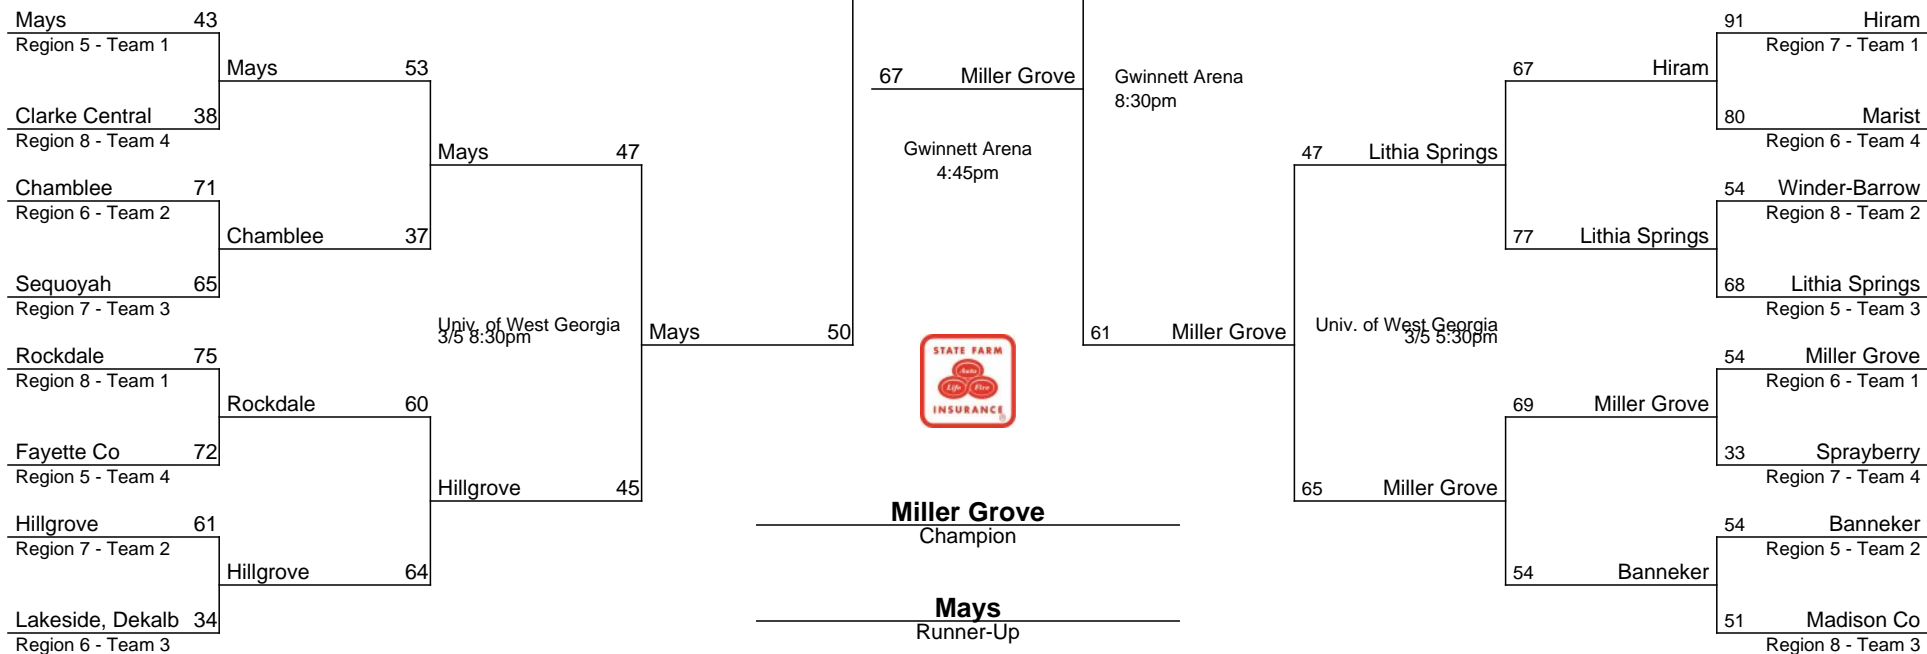 Mays 43
Region 5 - Team 1
Mays 53
Clarke Central 38
Region 8 - Team 4
Mays 47
Chamblee 71
Region 6 - Team 2
Chamblee 37
Sequoyah 65
Region 7 - Team 3
Univ. of West Georgia
3/5 8:30pm
Mays 50
Rockdale 75
Region 8 - Team 1
Rockdale 60
Fayette Co 72
Region 5 - Team 4
Hillgrove 45
Hillgrove 61
Region 7 - Team 2
Hillgrove 64
Lakeside, Dekalb 34
Region 6 - Team 3
67 Miller Grove
Gwinnett Arena
8:30pm
Gwinnett Arena
4:45pm
STATE FARM
Auto
Life Fire
INSURANCE
®
Miller Grove
Champion
Mays
Runner-Up
91 Hiram
Region 7 - Team 1
67 Hiram
80 Marist
Region 6 - Team 4
47 Lithia Springs
54 Winder-Barrow
Region 8 - Team 2
77 Lithia Springs
68 Lithia Springs
Region 5 - Team 3
61 Miller Grove
Univ. of West Georgia
3/5 5:30pm
54 Miller Grove
Region 6 - Team 1
69 Miller Grove
33 Sprayberry
Region 7 - Team 4
65 Miller Grove
54 Banneker
Region 5 - Team 2
54 Banneker
51 Madison Co
Region 8 - Team 3